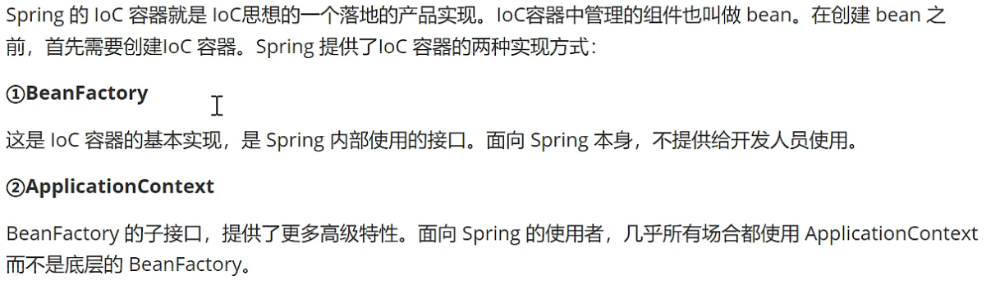 Spring 的 IoC 容器就是 IoC思想的一个落地的产品实现。IoC容器中管理的组件也叫做 bean。在创建 bean 之
前，首先需要创建IoC 容器。Spring 提供了IoC 容器的两种实现方式：
①BeanFactory
这是 IoC 容器的基本实现，是 Spring 内部使用的接口。面向 Spring 本身，不提供给开发人员使用。
②ApplicationContext
BeanFactory 的子接口，提供了更多高级特性。面向 Spring 的使用者，几乎所有场合都使用 ApplicationContext
而不是底层的 BeanFactory。